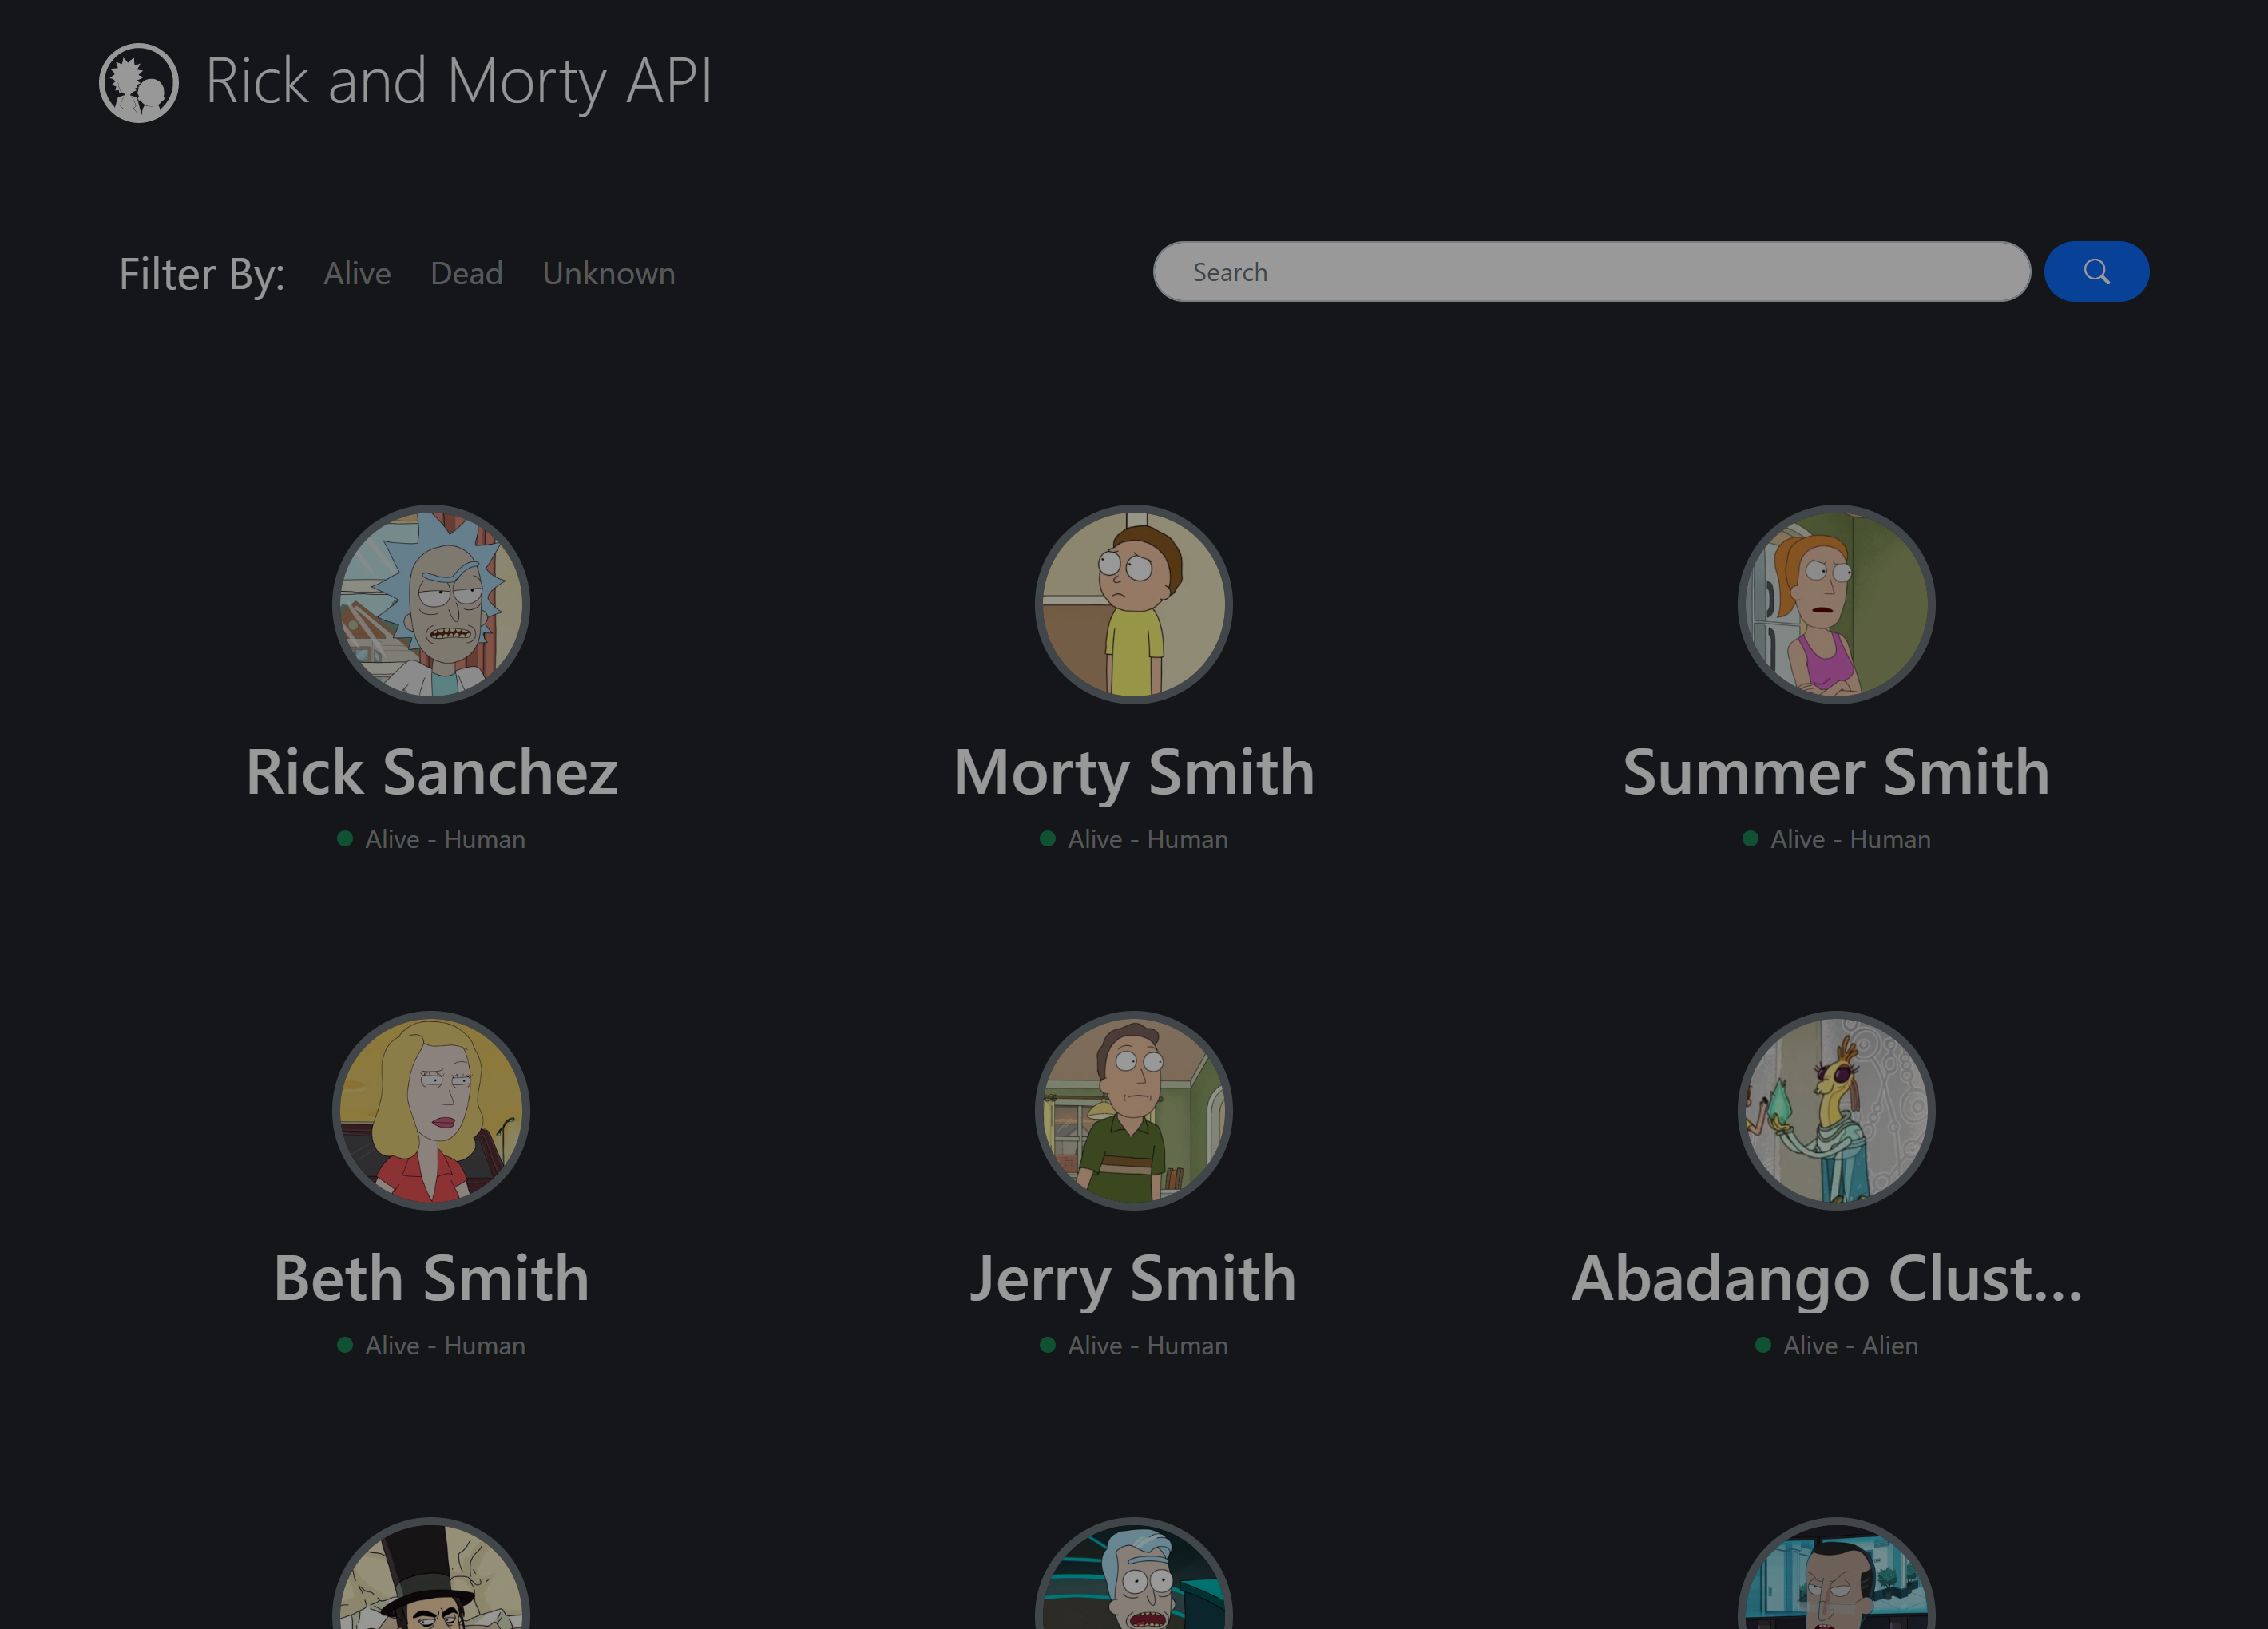 Rick and Morty API
Filter By: Alive Dead Unknown
Search
Rick Sanchez
Alive - Human
Morty Smith
Alive - Human
Summer Smith
Alive - Human
Beth Smith
Alive - Human
Jerry Smith
Alive - Human
Abadango Clust...
Alive - Alien